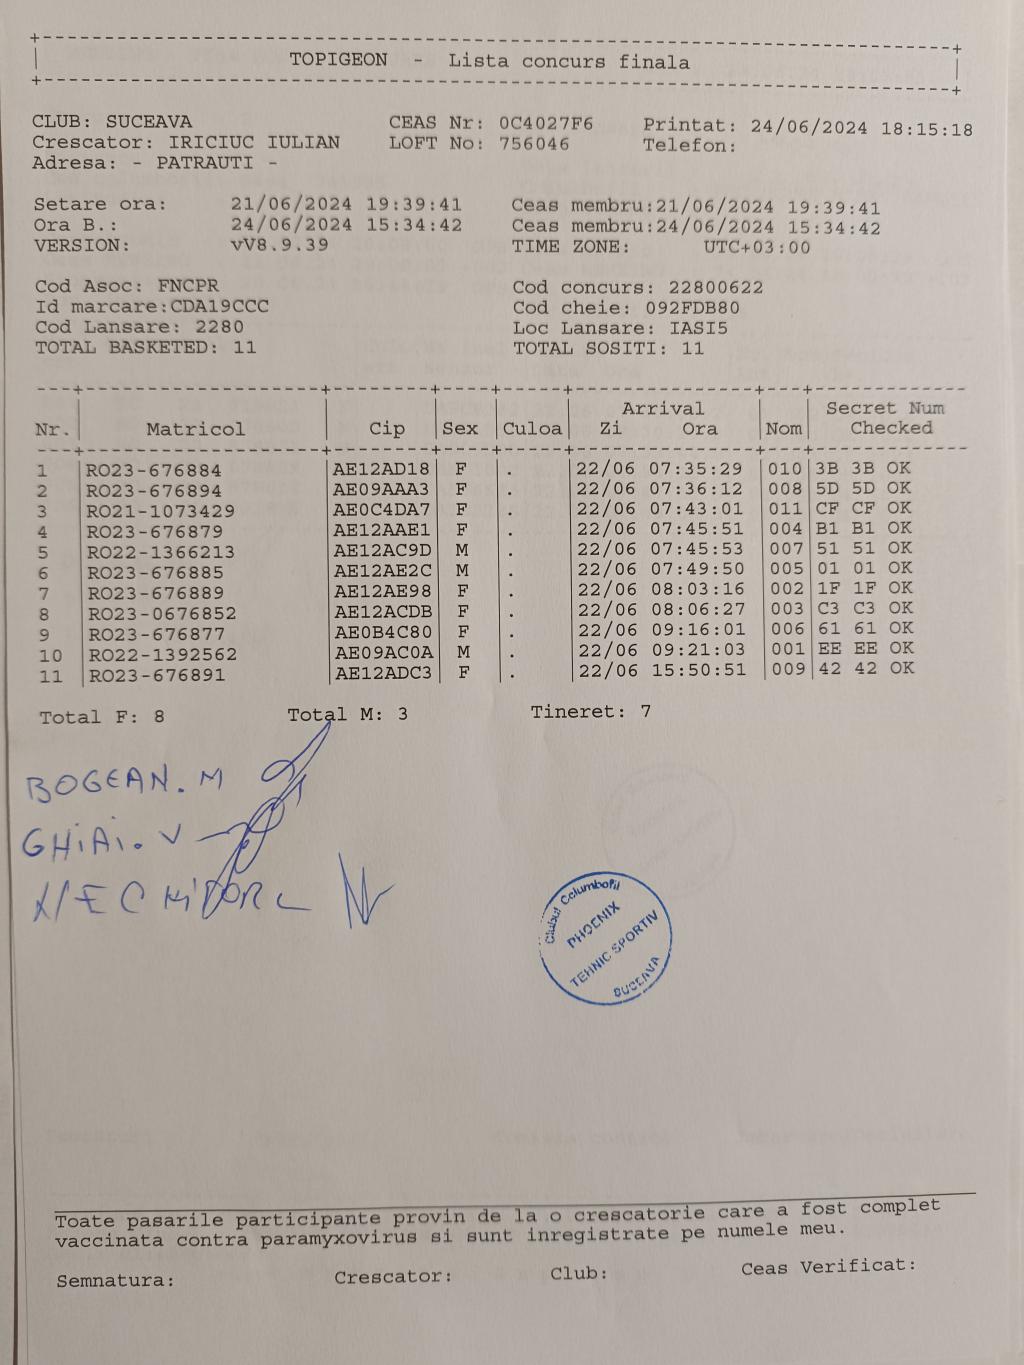 TOPIGEON - Lista concurs finala
CLUB: SUCEAVA CEAS Nr: 0C4027F6 Printat: 24/06/2024 18:15:18
Crescator: IRICIUC IULIAN LOFT No: 756046 Telefon:
Adresa: - PATRAUTI -
Setare ora: 21/06/2024 19:39:41 Ceas membru:21/06/2024 19:39:41
Ora B.: 24/06/2024 15:34:42 Ceas membru:24/06/2024 15:34:42
VERSION: vV8.9.39 TIME ZONE: UTC+03:00
Cod Asoc: FNCPR Cod concurs: 22800622
Id marcare:CDA19CCC Cod cheie: 092FDB80
Cod Lansare: 2280 Loc Lansare: IASI5
TOTAL BASKETED: 11 TOTAL SOSITI: 11
Arrival Secret Num
Nr. Matricol Cip Sex Culoa Zi Ora Nom Checked
1 RO23-676884 AE12AD18 F . 22/06 07:35:29 010 3B 3B OK
2 RO23-676894 AE09AAA3 F . 22/06 07:36:12 008 5D 5D OK
3 RO21-1073429 AE0C4DA7 F . 22/06 07:43:01 011 CF CF OK
4 RO23-676879 AE12AAE1 F . 22/06 07:45:51 004 B1 B1 OK
5 RO22-1366213 AE12AC9D M . 22/06 07:45:53 007 51 51 OK
6 RO23-676885 AE12AE2C M . 22/06 07:49:50 005 01 01 OK
7 RO23-676889 AE12AE98 F . 22/06 08:03:16 002 1F 1F OK
8 RO23-0676852 AE12ACDB F . 22/06 08:06:27 003 C3 C3 OK
9 RO23-676877 AE0B4C80 F . 22/06 09:16:01 006 61 61 OK
10 RO22-1392562 AE09AC0A M . 22/06 09:21:03 001 EE EE OK
11 RO23-676891 AE12ADC3 F . 22/06 15:50:51 009 42 42 OK
Total F: 8 Total M: 3 Tineret: 7
BOGEAN. M
GHiAi. V
Clubul Columbofil
PHOENIX
TEHNIC SPORTIV
SUCEAVA
Toate pasarile participante provin de la o crescatorie care a fost complet
vaccinata contra paramyxovirus si sunt inregistrate pe numele meu.
Semnatura: Crescator: Club: Ceas Verificat: